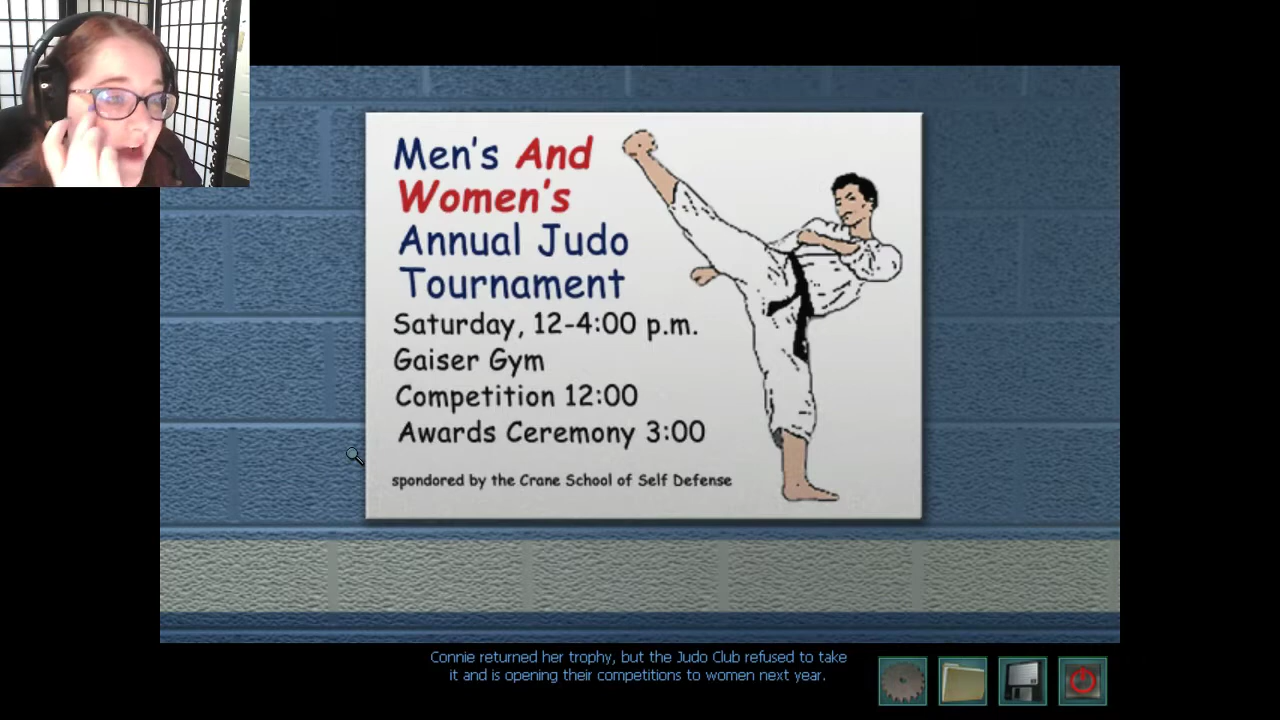 Men's And
Women's
Annual Judo
Tournament
Saturday, 12-4:00 p.m.
Gaiser Gym
Competition 12:00
Awards Ceremony 3:00
spondored by the Crane School of Self Defense
Connie returned her trophy, but the Judo Club refused to take
it and is opening their competitions to women next year.